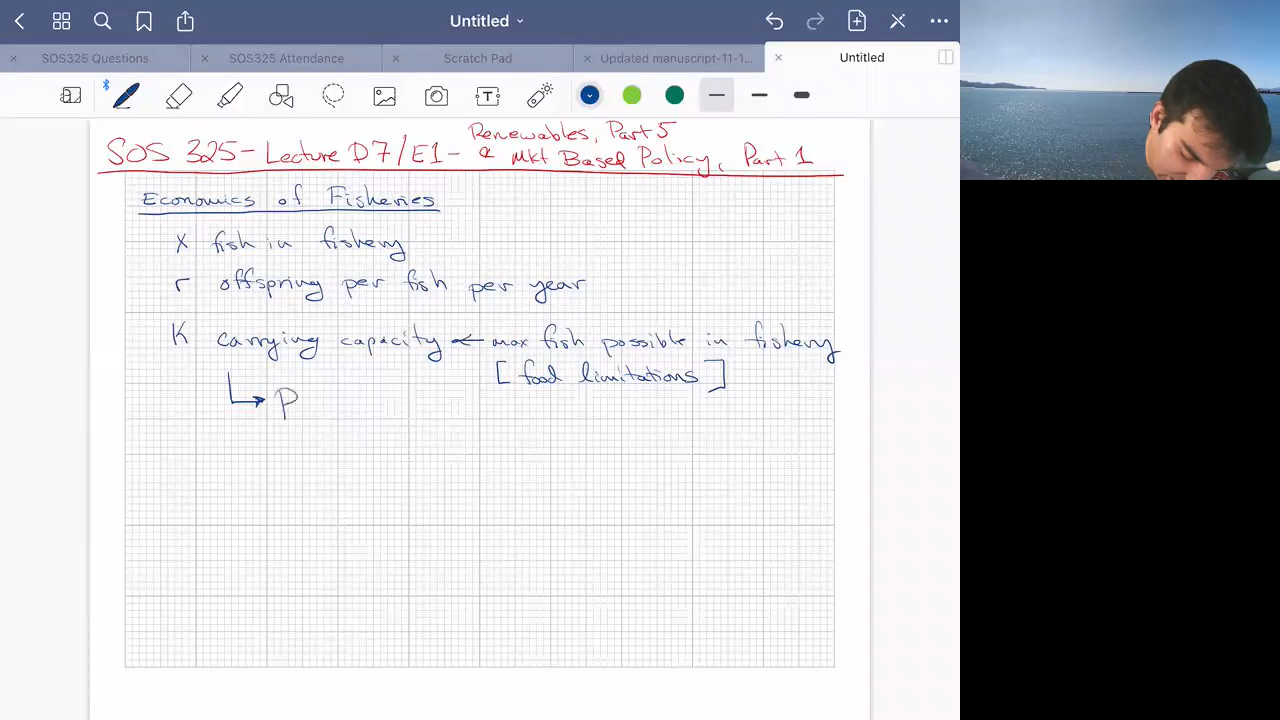 Untitled
SOS325 Questions
SOS325 Attendance
Scratch Pad
Updated manuscript-11-1...
Untitled
Renewables, Part 5
SOS 325- Lecture D7/E1- & Mkt Based Policy, Part 1
Economics of Fisheries
X fish in fishery
r offspring per fish per year
K carrying capacity ← max fish possible in fishery
[food limitations]
↳ P